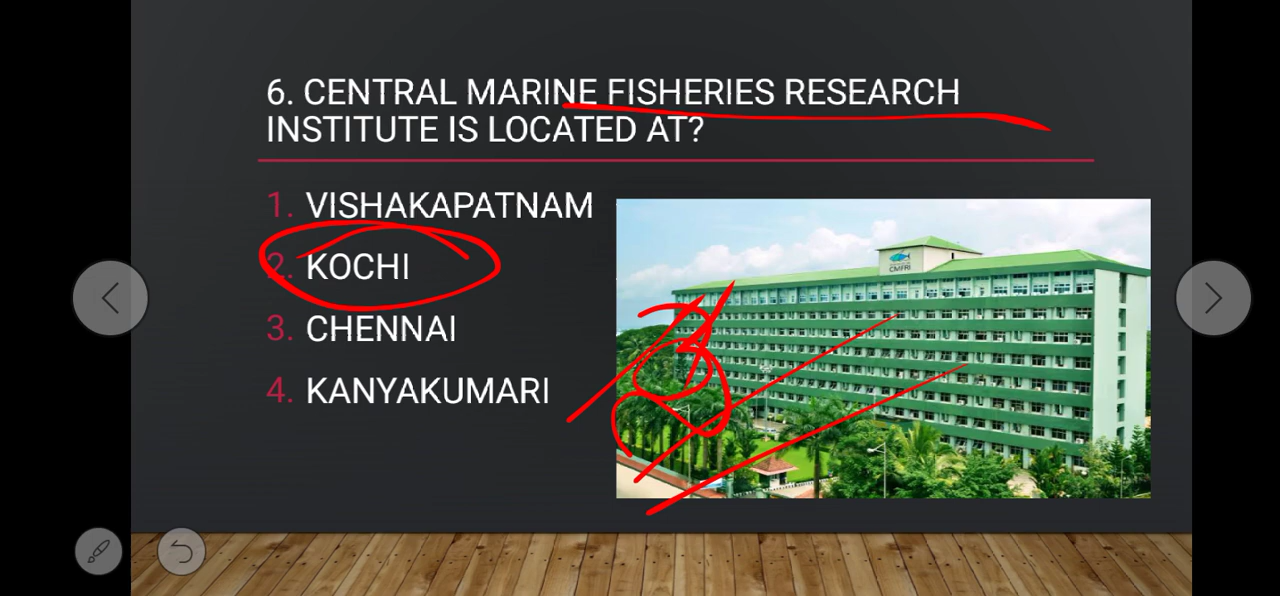 6. CENTRAL MARINE FISHERIES RESEARCH
INSTITUTE IS LOCATED AT?
1. VISHAKAPATNAM
2. KOCHI
3. CHENNAI
4. KANYAKUMARI
CMFRI